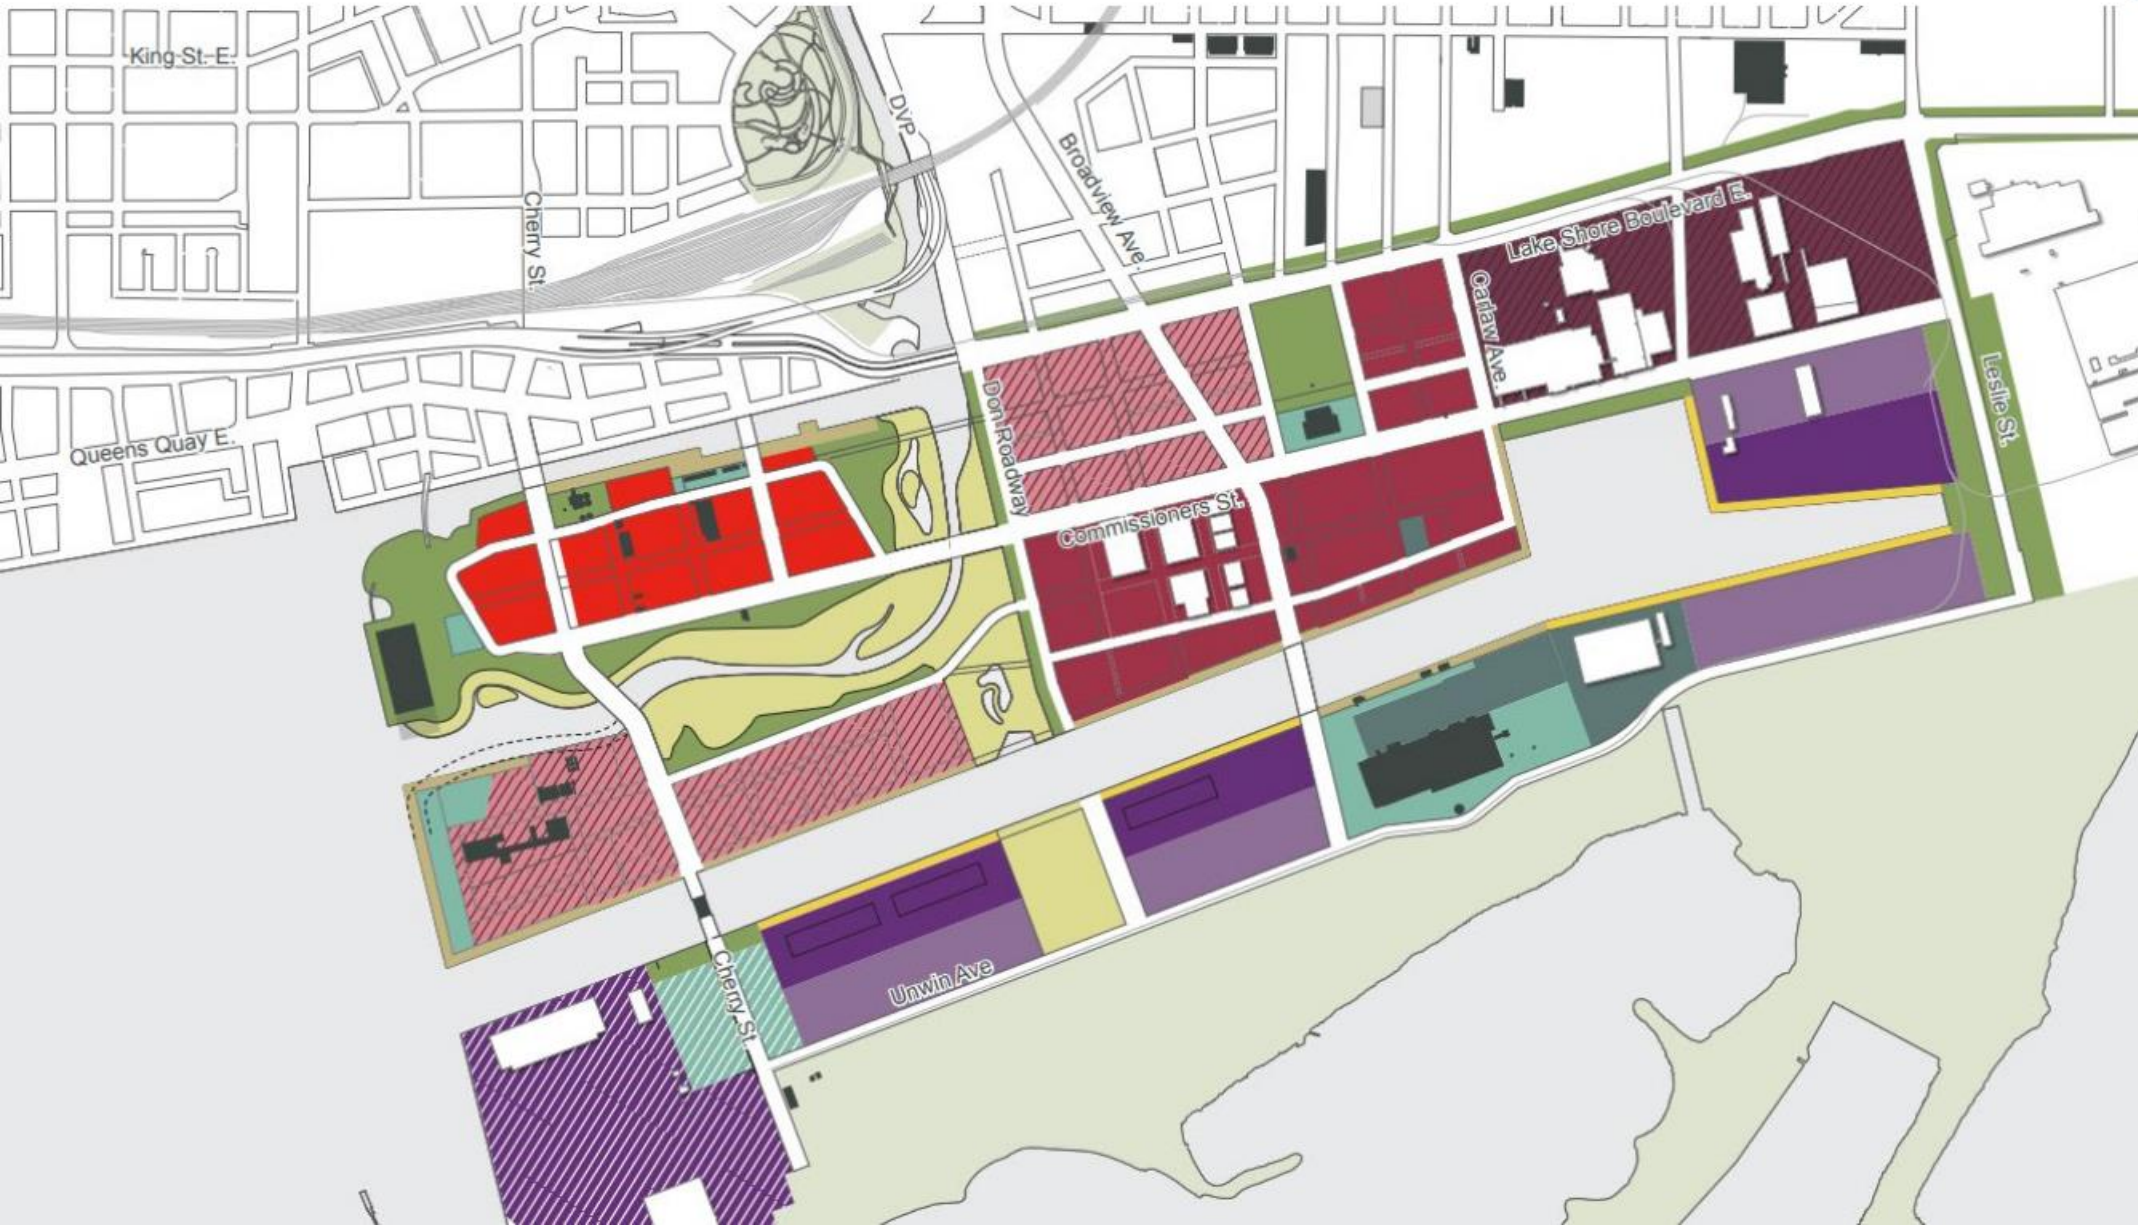 King St. E.
DVP
Broadview Ave.
Cherry St.
Lake Shore Boulevard E.
Carlaw Ave.
Leslie St.
Don Roadway
Queens Quay E.
Commissioners St.
Cherry St.
Unwin Ave